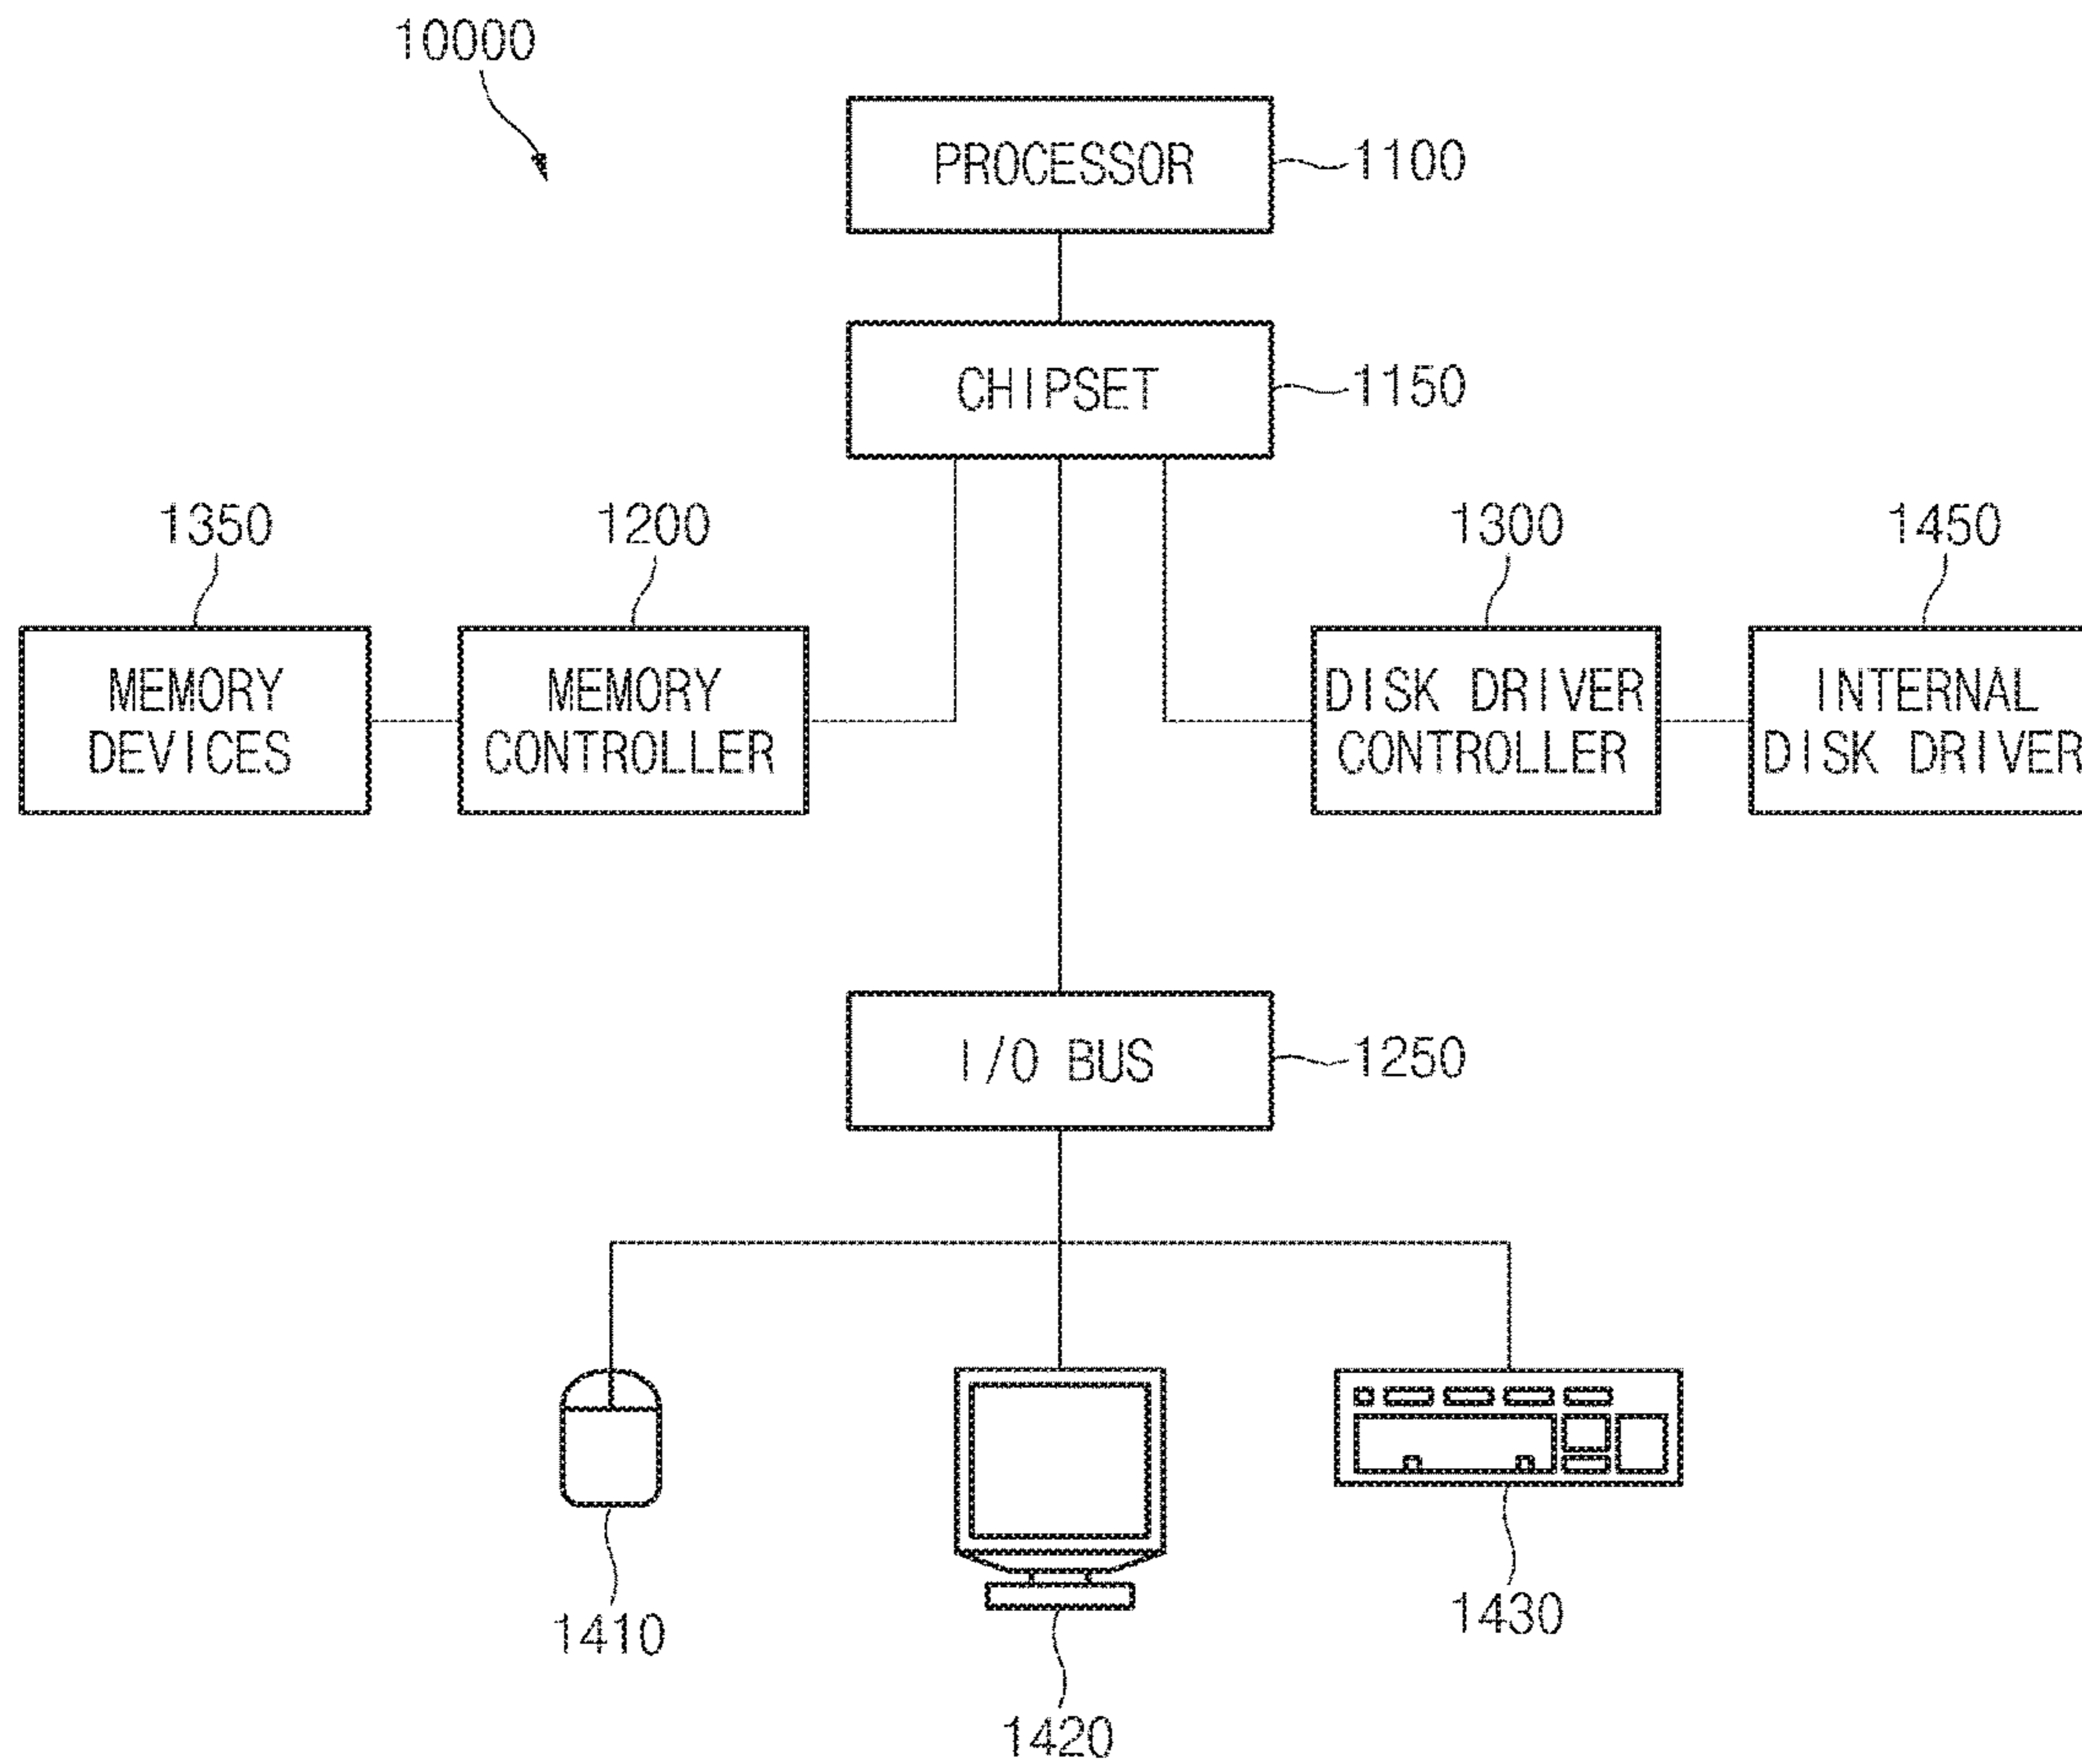 10000
PROCESSOR
1100
CHIPSET
1150
1350
1200
1300
1450
MEMORY
DEVICES
MEMORY
CONTROLLER
DISK DRIVER
CONTROLLER
INTERNAL
DISK DRIVER
I/O BUS
1250
1410
1420
1430